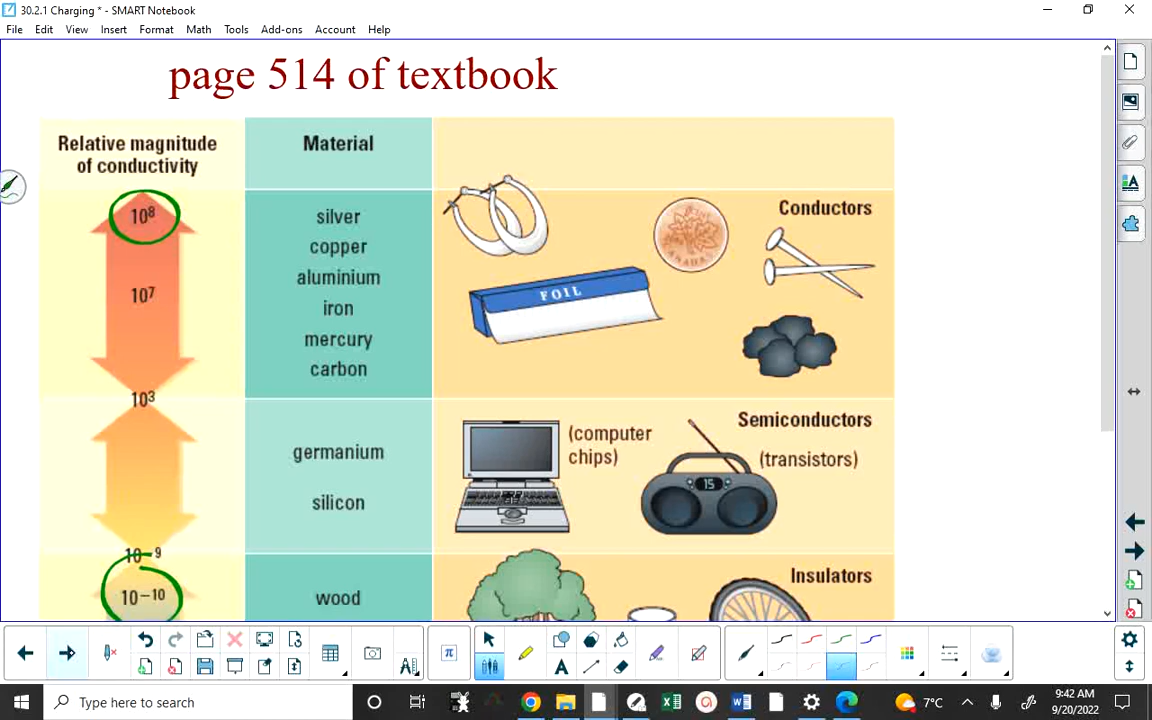 30.2.1 Charging * - SMART Notebook
File Edit View Insert Format Math Tools Add-ons Account Help
page 514 of textbook
Relative magnitude
of conductivity
Material
10⁸
silver
Conductors
copper
aluminium
10⁷
FOIL
iron
mercury
carbon
10³
Semiconductors
(computer
chips)
germanium
(transistors)
15
silicon
10⁻⁹
Insulators
10⁻¹⁰
wood
π
A
Type here to search
7°C
9:42 AM
9/20/2022